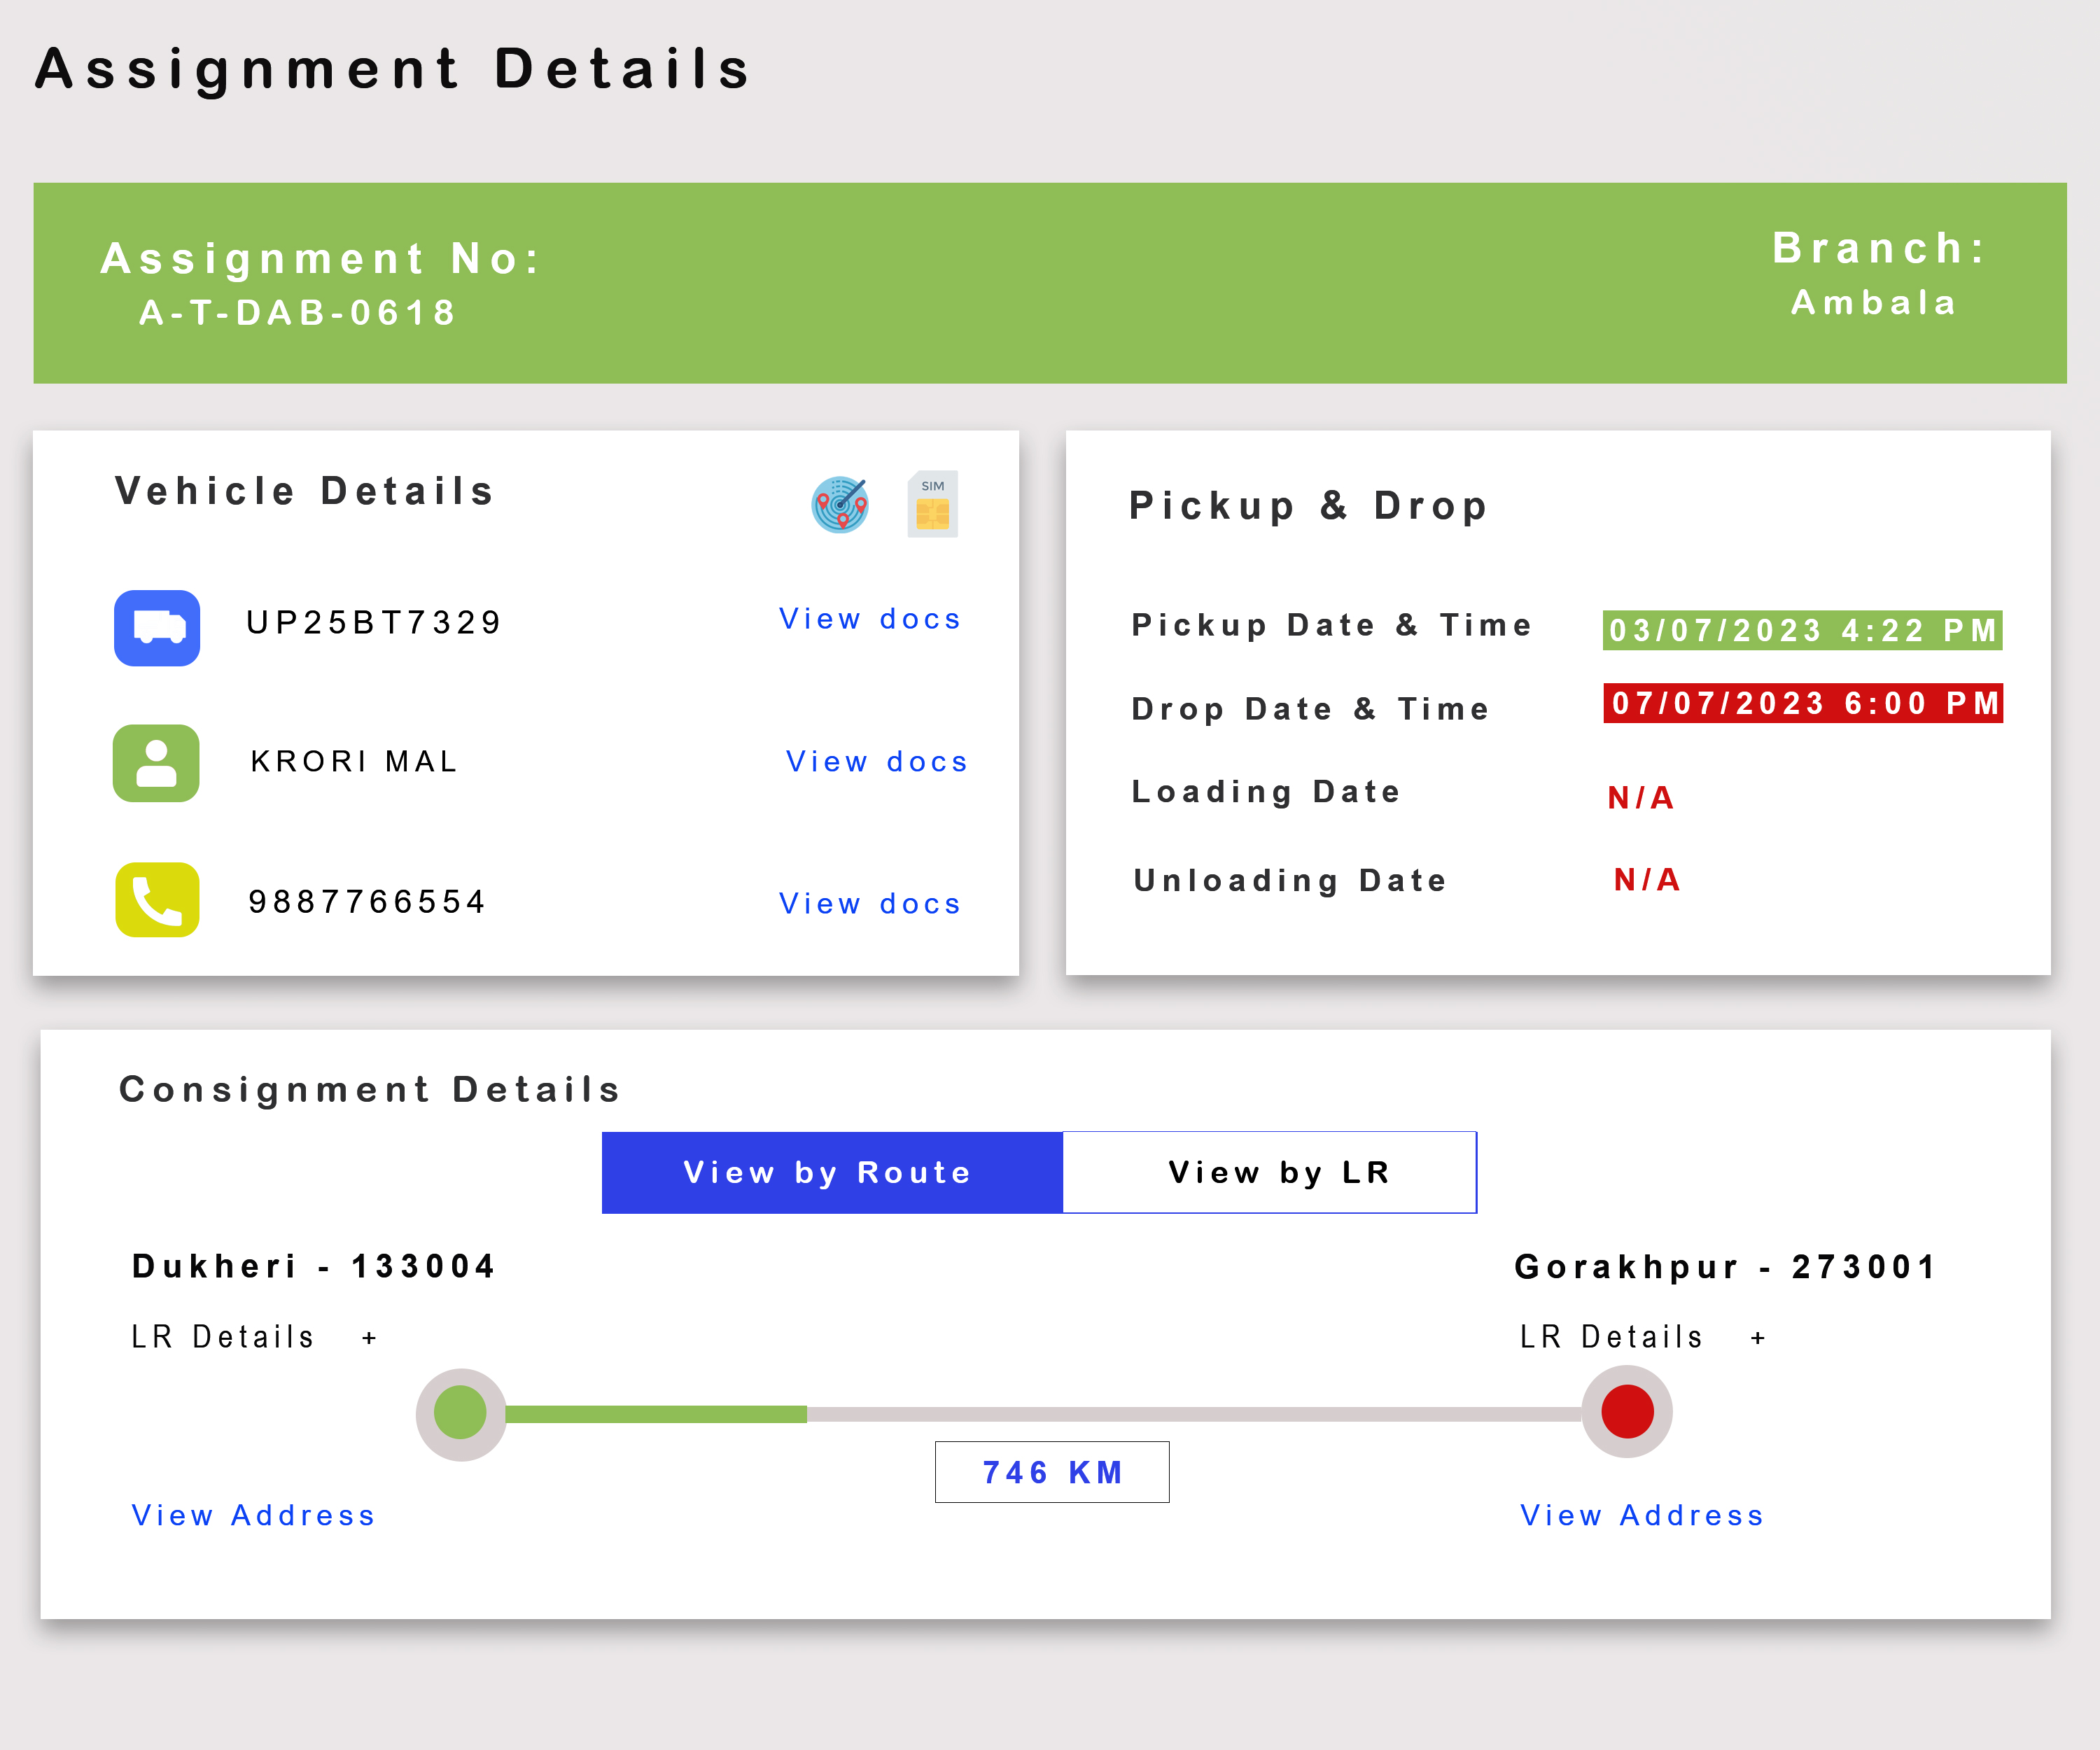 Assignment Details
Assignment No:
A-T-DAB-0618
Branch:
Ambala
Vehicle Details
SIM
UP25BT7329
View docs
KRORI MAL
View docs
9887766554
View docs
Pickup & Drop
Pickup Date & Time
03/07/2023 4:22 PM
Drop Date & Time
07/07/2023 6:00 PM
Loading Date
N/A
Unloading Date
N/A
Consignment Details
View by Route
View by LR
Dukheri - 133004
Gorakhpur - 273001
LR Details +
LR Details +
746 KM
View Address
View Address